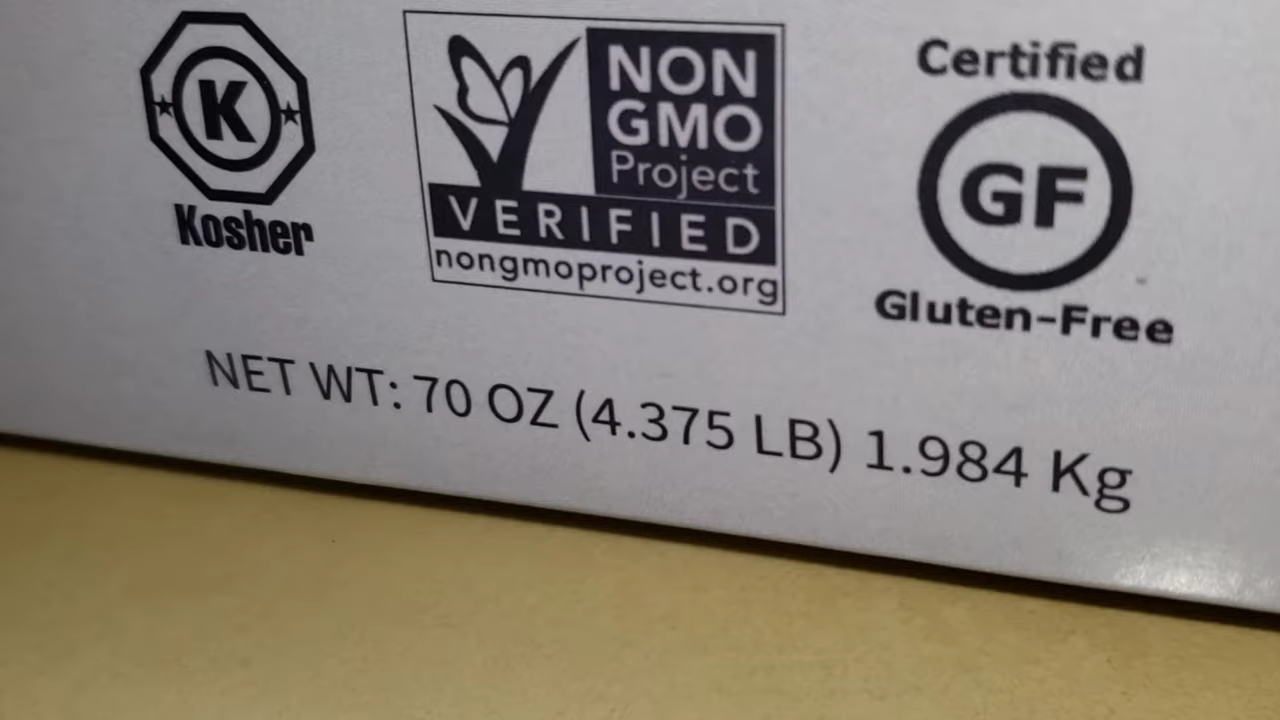 K
Kosher
NON
GMO
Project
VERIFIED
nongmoproject.org
Certified
GF
Gluten-Free
NET WT: 70 OZ (4.375 LB) 1.984 Kg